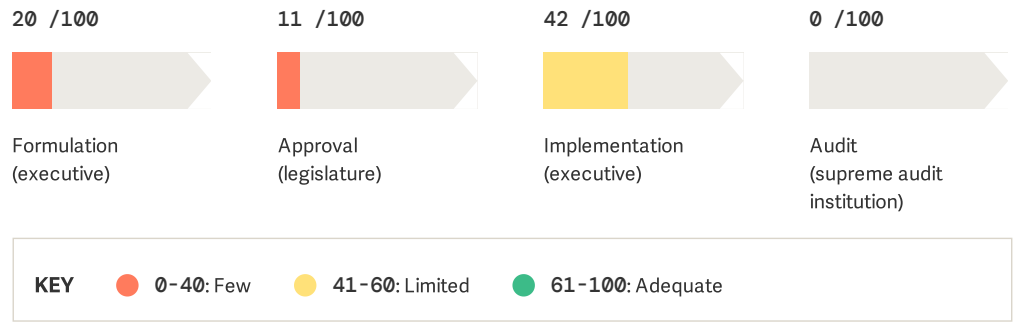 20 /100
Formulation
(executive)
11 /100
Approval
(legislature)
42 /100
Implementation
(executive)
0 /100
Audit
(supreme audit
institution)
KEY
0-40: Few
41-60: Limited
61-100: Adequate